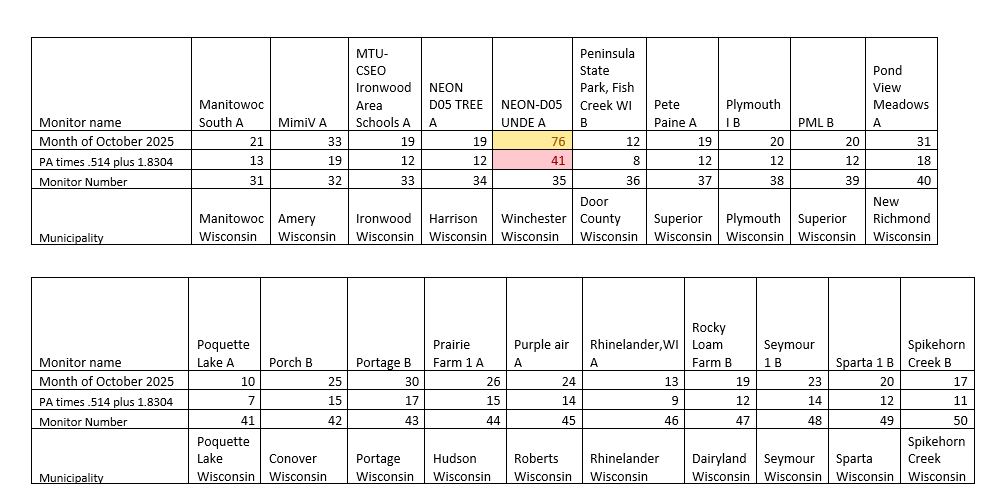 Monitor name | Manitowoc South A | MimiV A | MTU-CSEO Ironwood Area Schools A | NEON D05 TREE A | NEON-D05 UNDE A | Peninsula State Park, Fish Creek WI B | Pete Paine A | Plymouth I B | PML B | Pond View Meadows A
Month of October 2025 | 21 | 33 | 19 | 19 | 76 | 12 | 19 | 20 | 20 | 31
PA times .514 plus 1.8304 | 13 | 19 | 12 | 12 | 41 | 8 | 12 | 12 | 12 | 18
Monitor Number | 31 | 32 | 33 | 34 | 35 | 36 | 37 | 38 | 39 | 40
Municipality | Manitowoc Wisconsin | Amery Wisconsin | Ironwood Wisconsin | Harrison Wisconsin | Winchester Wisconsin | Door County Wisconsin | Superior Wisconsin | Plymouth Wisconsin | Superior Wisconsin | New Richmond Wisconsin
Monitor name | Poquette Lake A | Porch B | Portage B | Prairie Farm 1 A | Purple air A | Rhinelander,WI A | Rocky Loam Farm B | Seymour 1 B | Sparta 1 B | Spikehorn Creek B
Month of October 2025 | 10 | 25 | 30 | 26 | 24 | 13 | 19 | 23 | 20 | 17
PA times .514 plus 1.8304 | 7 | 15 | 17 | 15 | 14 | 9 | 12 | 14 | 12 | 11
Monitor Number | 41 | 42 | 43 | 44 | 45 | 46 | 47 | 48 | 49 | 50
Municipality | Poquette Lake Wisconsin | Conover Wisconsin | Portage Wisconsin | Hudson Wisconsin | Roberts Wisconsin | Rhinelander Wisconsin | Dairyland Wisconsin | Seymour Wisconsin | Sparta Wisconsin | Spikehorn Creek Wisconsin